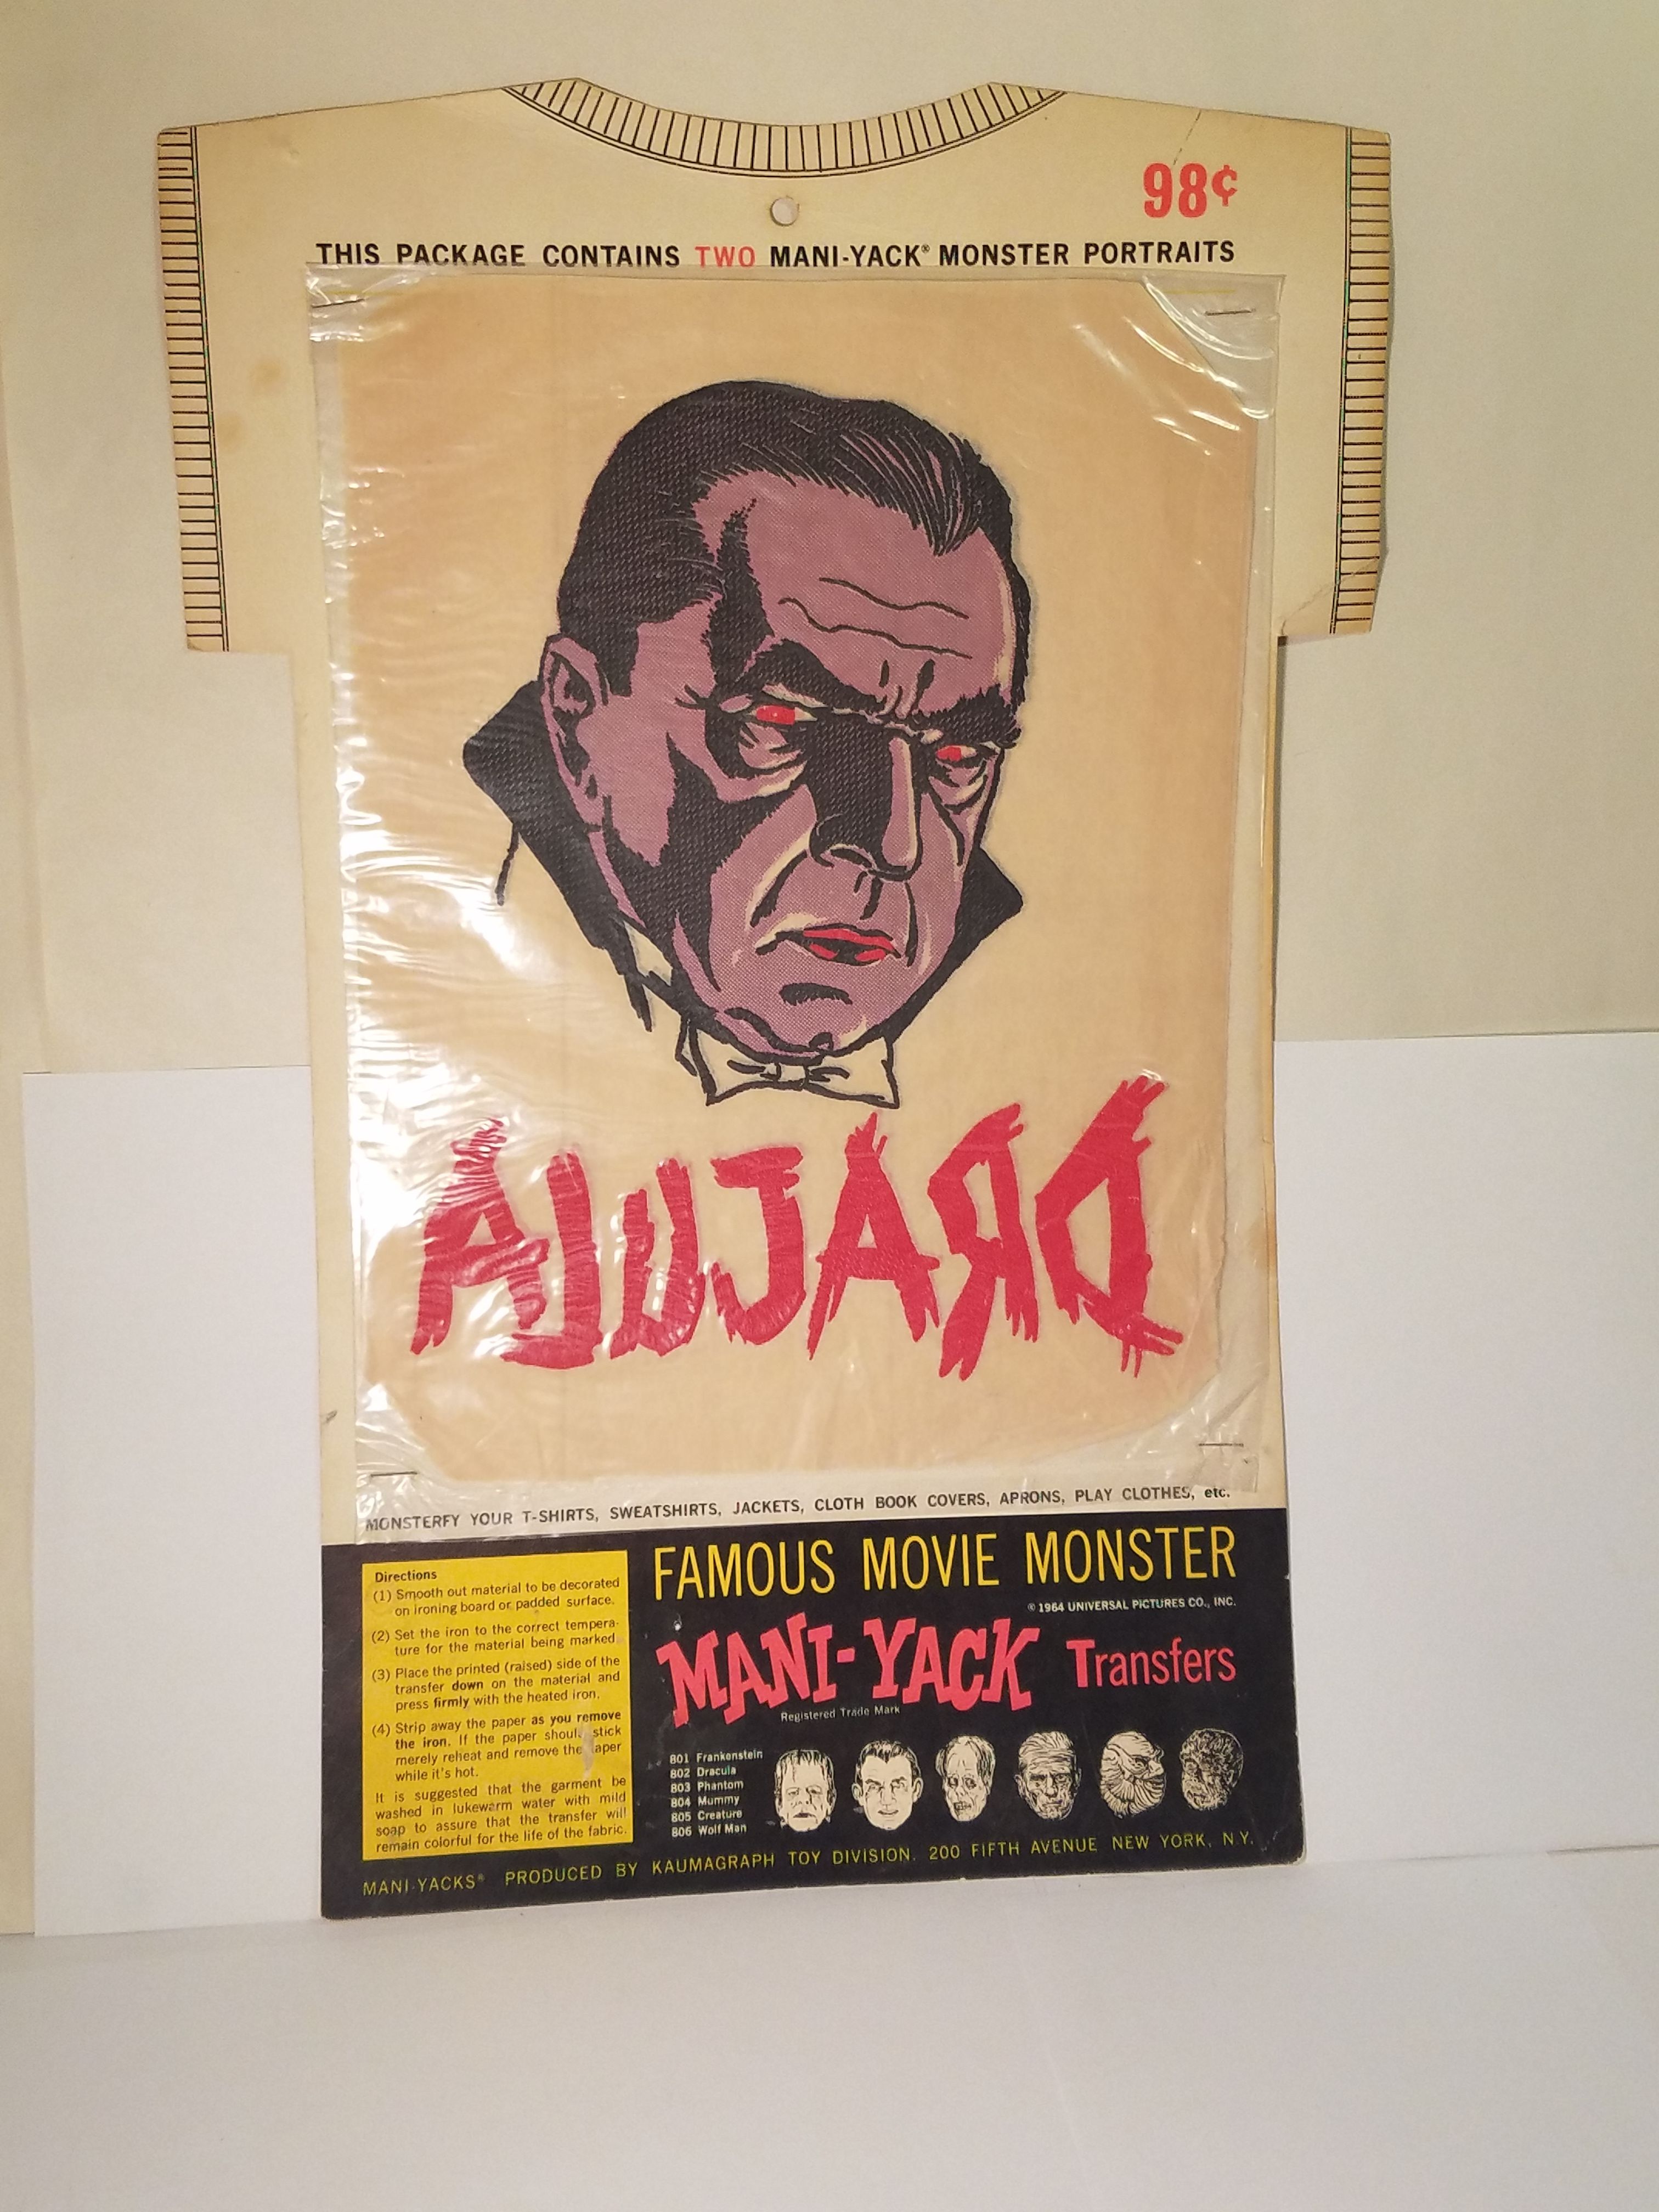 98¢
THIS PACKAGE CONTAINS TWO MANI-YACK® MONSTER PORTRAITS
DRACULA
MONSTERFY YOUR T-SHIRTS, SWEATSHIRTS, JACKETS, CLOTH BOOK COVERS, APRONS, PLAY CLOTHES, etc.
Directions
(1) Smooth out material to be decorated
on ironing board or padded surface.
(2) Set the iron to the correct tempera-
ture for the material being marked.
(3) Place the printed (raised) side of the
transfer down on the material and
press firmly with the heated iron.
(4) Strip away the paper as you remove
the iron. If the paper should stick
merely reheat and remove the paper
while it's hot.
It is suggested that the garment be
washed in lukewarm water with mild
soap to assure that the transfer will
remain colorful for the life of the fabric.
FAMOUS MOVIE MONSTER
© 1964 UNIVERSAL PICTURES CO., INC.
MANI-YACK Transfers
Registered Trade Mark
801 Frankenstein
802 Dracula
803 Phantom
804 Mummy
805 Creature
806 Wolf Man
MANI-YACKS® PRODUCED BY KAUMAGRAPH TOY DIVISION. 200 FIFTH AVENUE NEW YORK, N.Y.